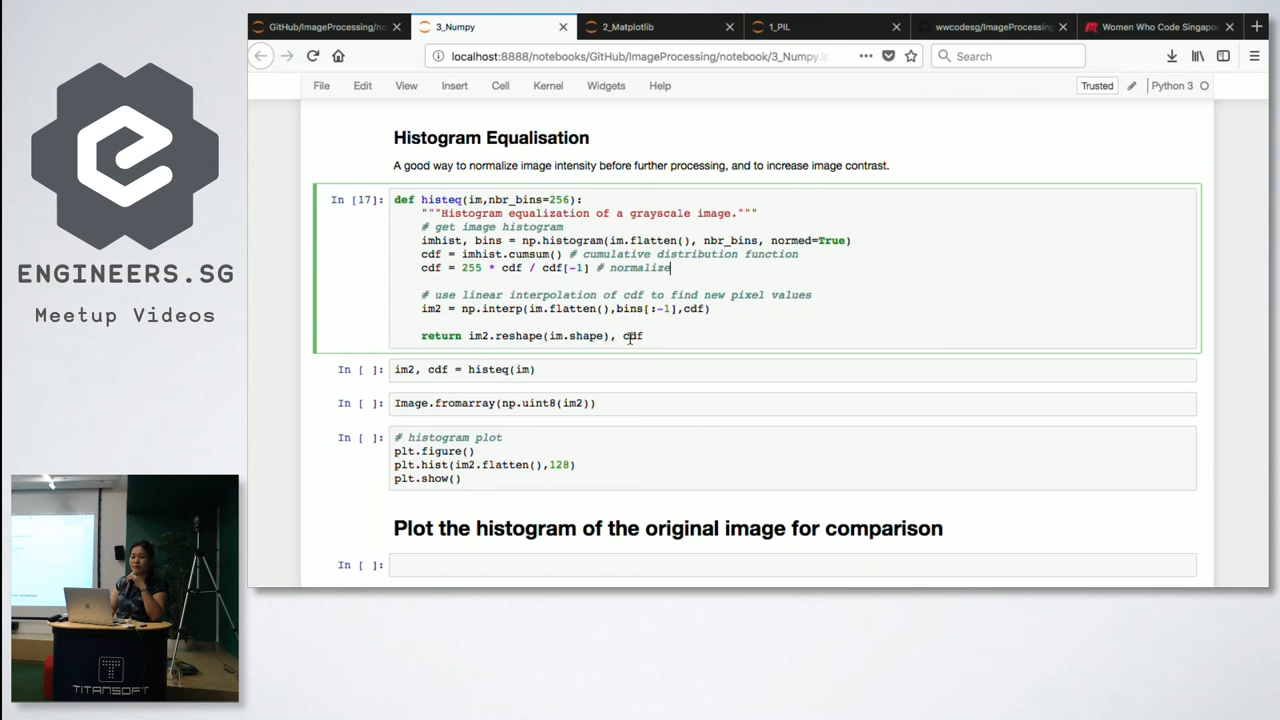 GitHub/ImageProcessing/no
3_Numpy
2_Matplotlib
1_PIL
wwcodesg/ImageProcessing
Women Who Code Singapo
localhost:8888/notebooks/GitHub/ImageProcessing/notebook/3_Numpy.i
Search
File Edit View Insert Cell Kernel Widgets Help
Trusted
Python 3
Histogram Equalisation
A good way to normalize image intensity before further processing, and to increase image contrast.
In [17]:
def histeq(im,nbr_bins=256):
"""Histogram equalization of a grayscale image."""
# get image histogram
imhist, bins = np.histogram(im.flatten(), nbr_bins, normed=True)
cdf = imhist.cumsum() # cumulative distribution function
cdf = 255 * cdf / cdf[-1] # normalize
# use linear interpolation of cdf to find new pixel values
im2 = np.interp(im.flatten(),bins[:-1],cdf)
return im2.reshape(im.shape), cdf
In [ ]: im2, cdf = histeq(im)
In [ ]: Image.fromarray(np.uint8(im2))
In [ ]: # histogram plot
plt.figure()
plt.hist(im2.flatten(),128)
plt.show()
Plot the histogram of the original image for comparison
In [ ]:
ENGINEERS.SG
Meetup Videos
TITANSOFT